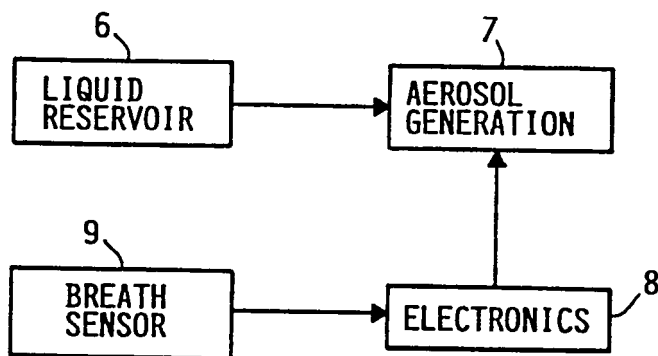 6
LIQUID
RESERVOIR
7
AEROSOL
GENERATION
9
BREATH
SENSOR
ELECTRONICS
8